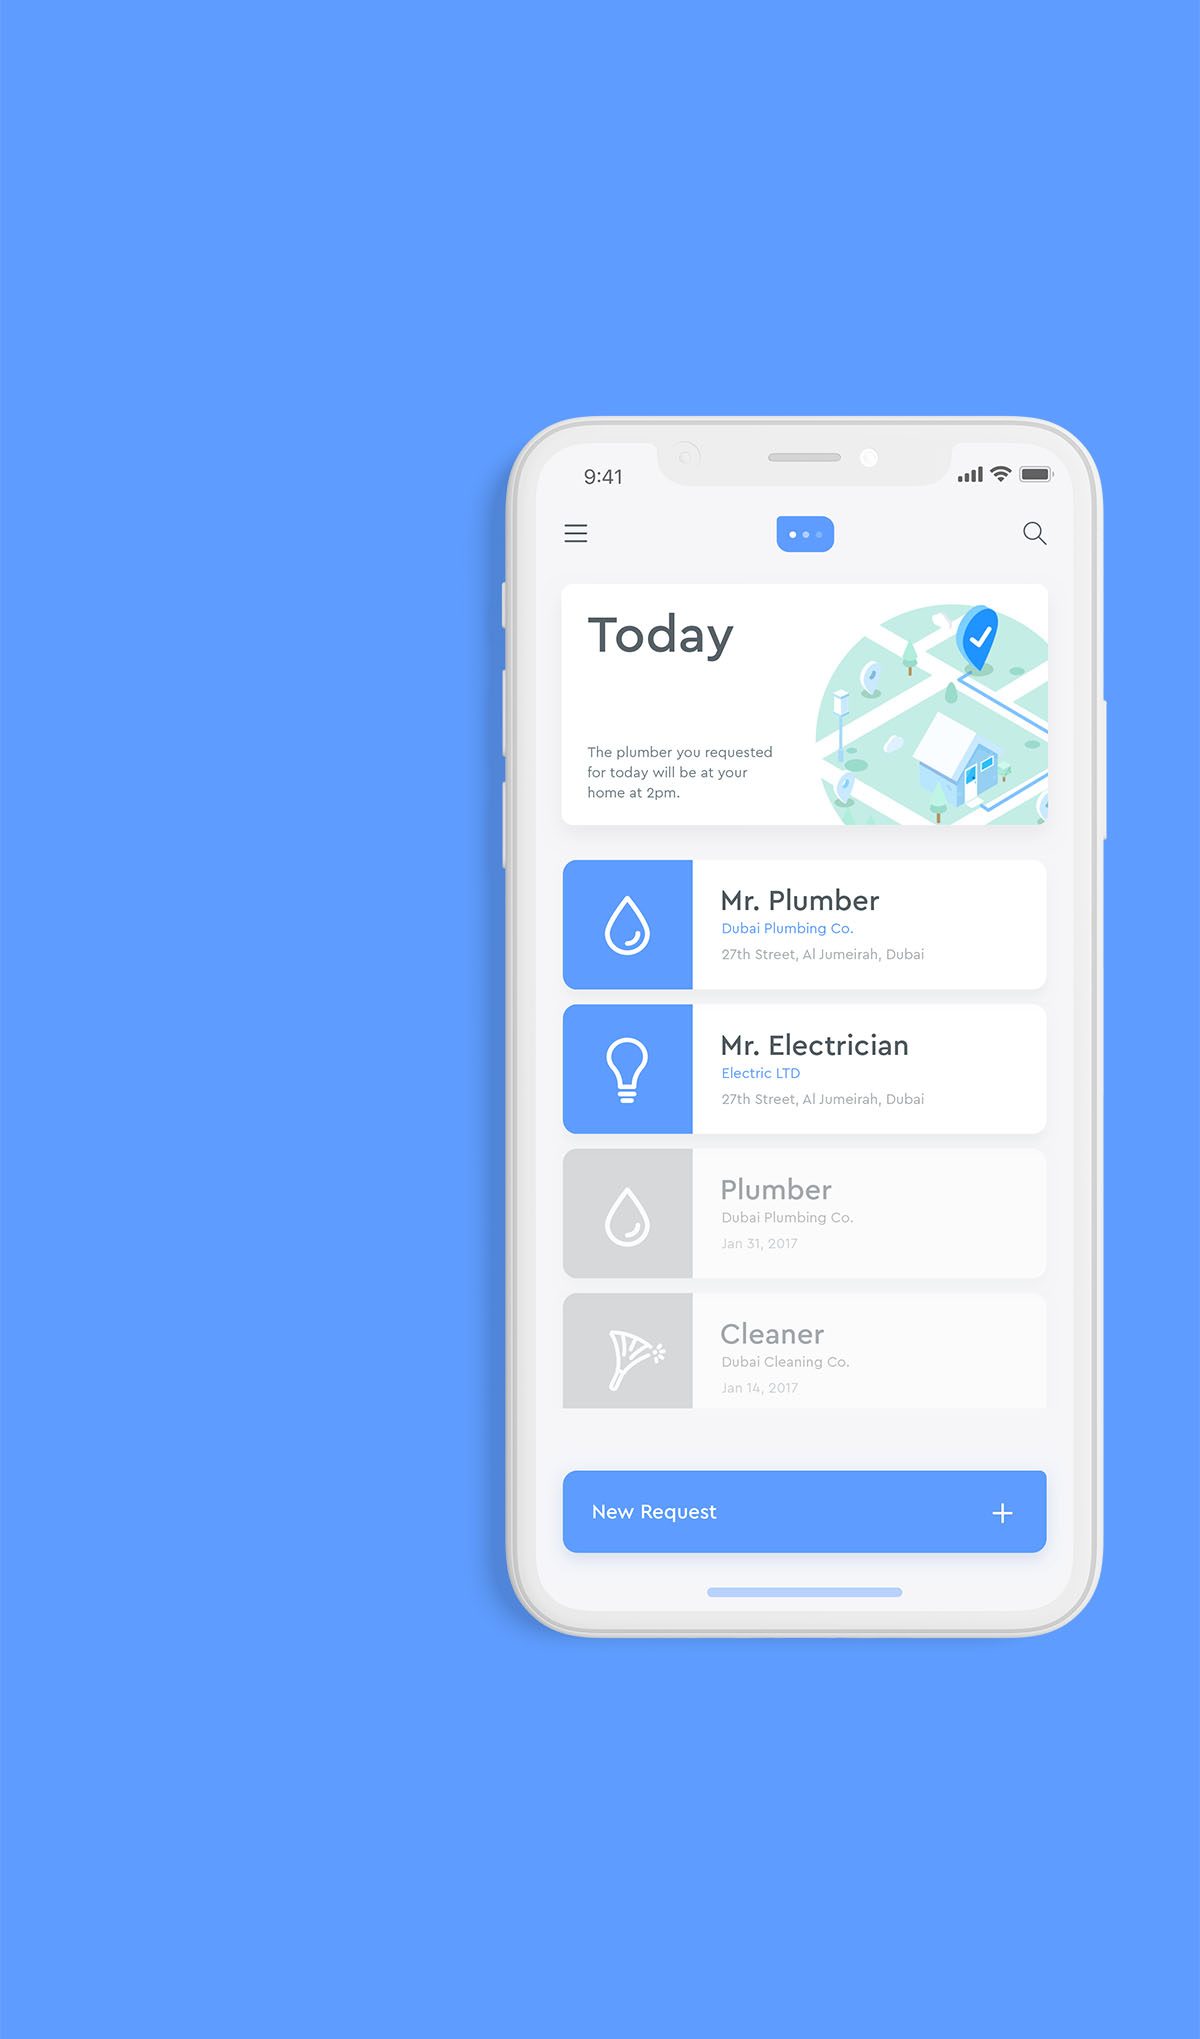 9:41
Today
The plumber you requested
for today will be at your
home at 2pm.
Mr. Plumber
Dubai Plumbing Co.
27th Street, Al Jumeirah, Dubai
Mr. Electrician
Electric LTD
27th Street, Al Jumeirah, Dubai
Plumber
Dubai Plumbing Co.
Jan 31, 2017
Cleaner
Dubai Cleaning Co.
Jan 14, 2017
New Request